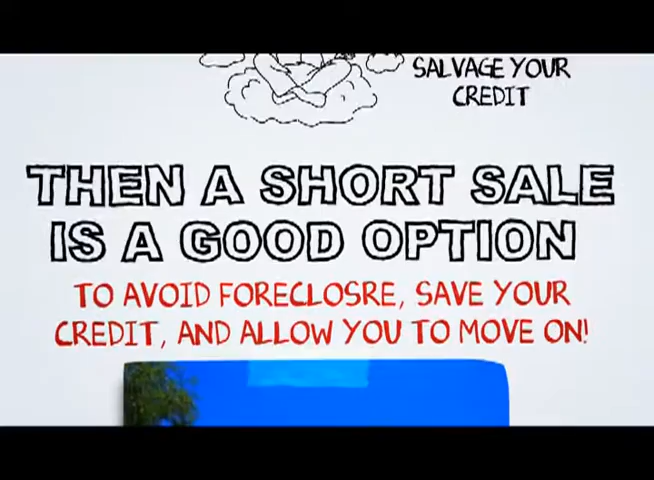 SALVAGE YOUR
CREDIT
THEN A SHORT SALE
IS A GOOD OPTION
TO AVOID FORECLOSRE, SAVE YOUR
CREDIT, AND ALLOW YOU TO MOVE ON!